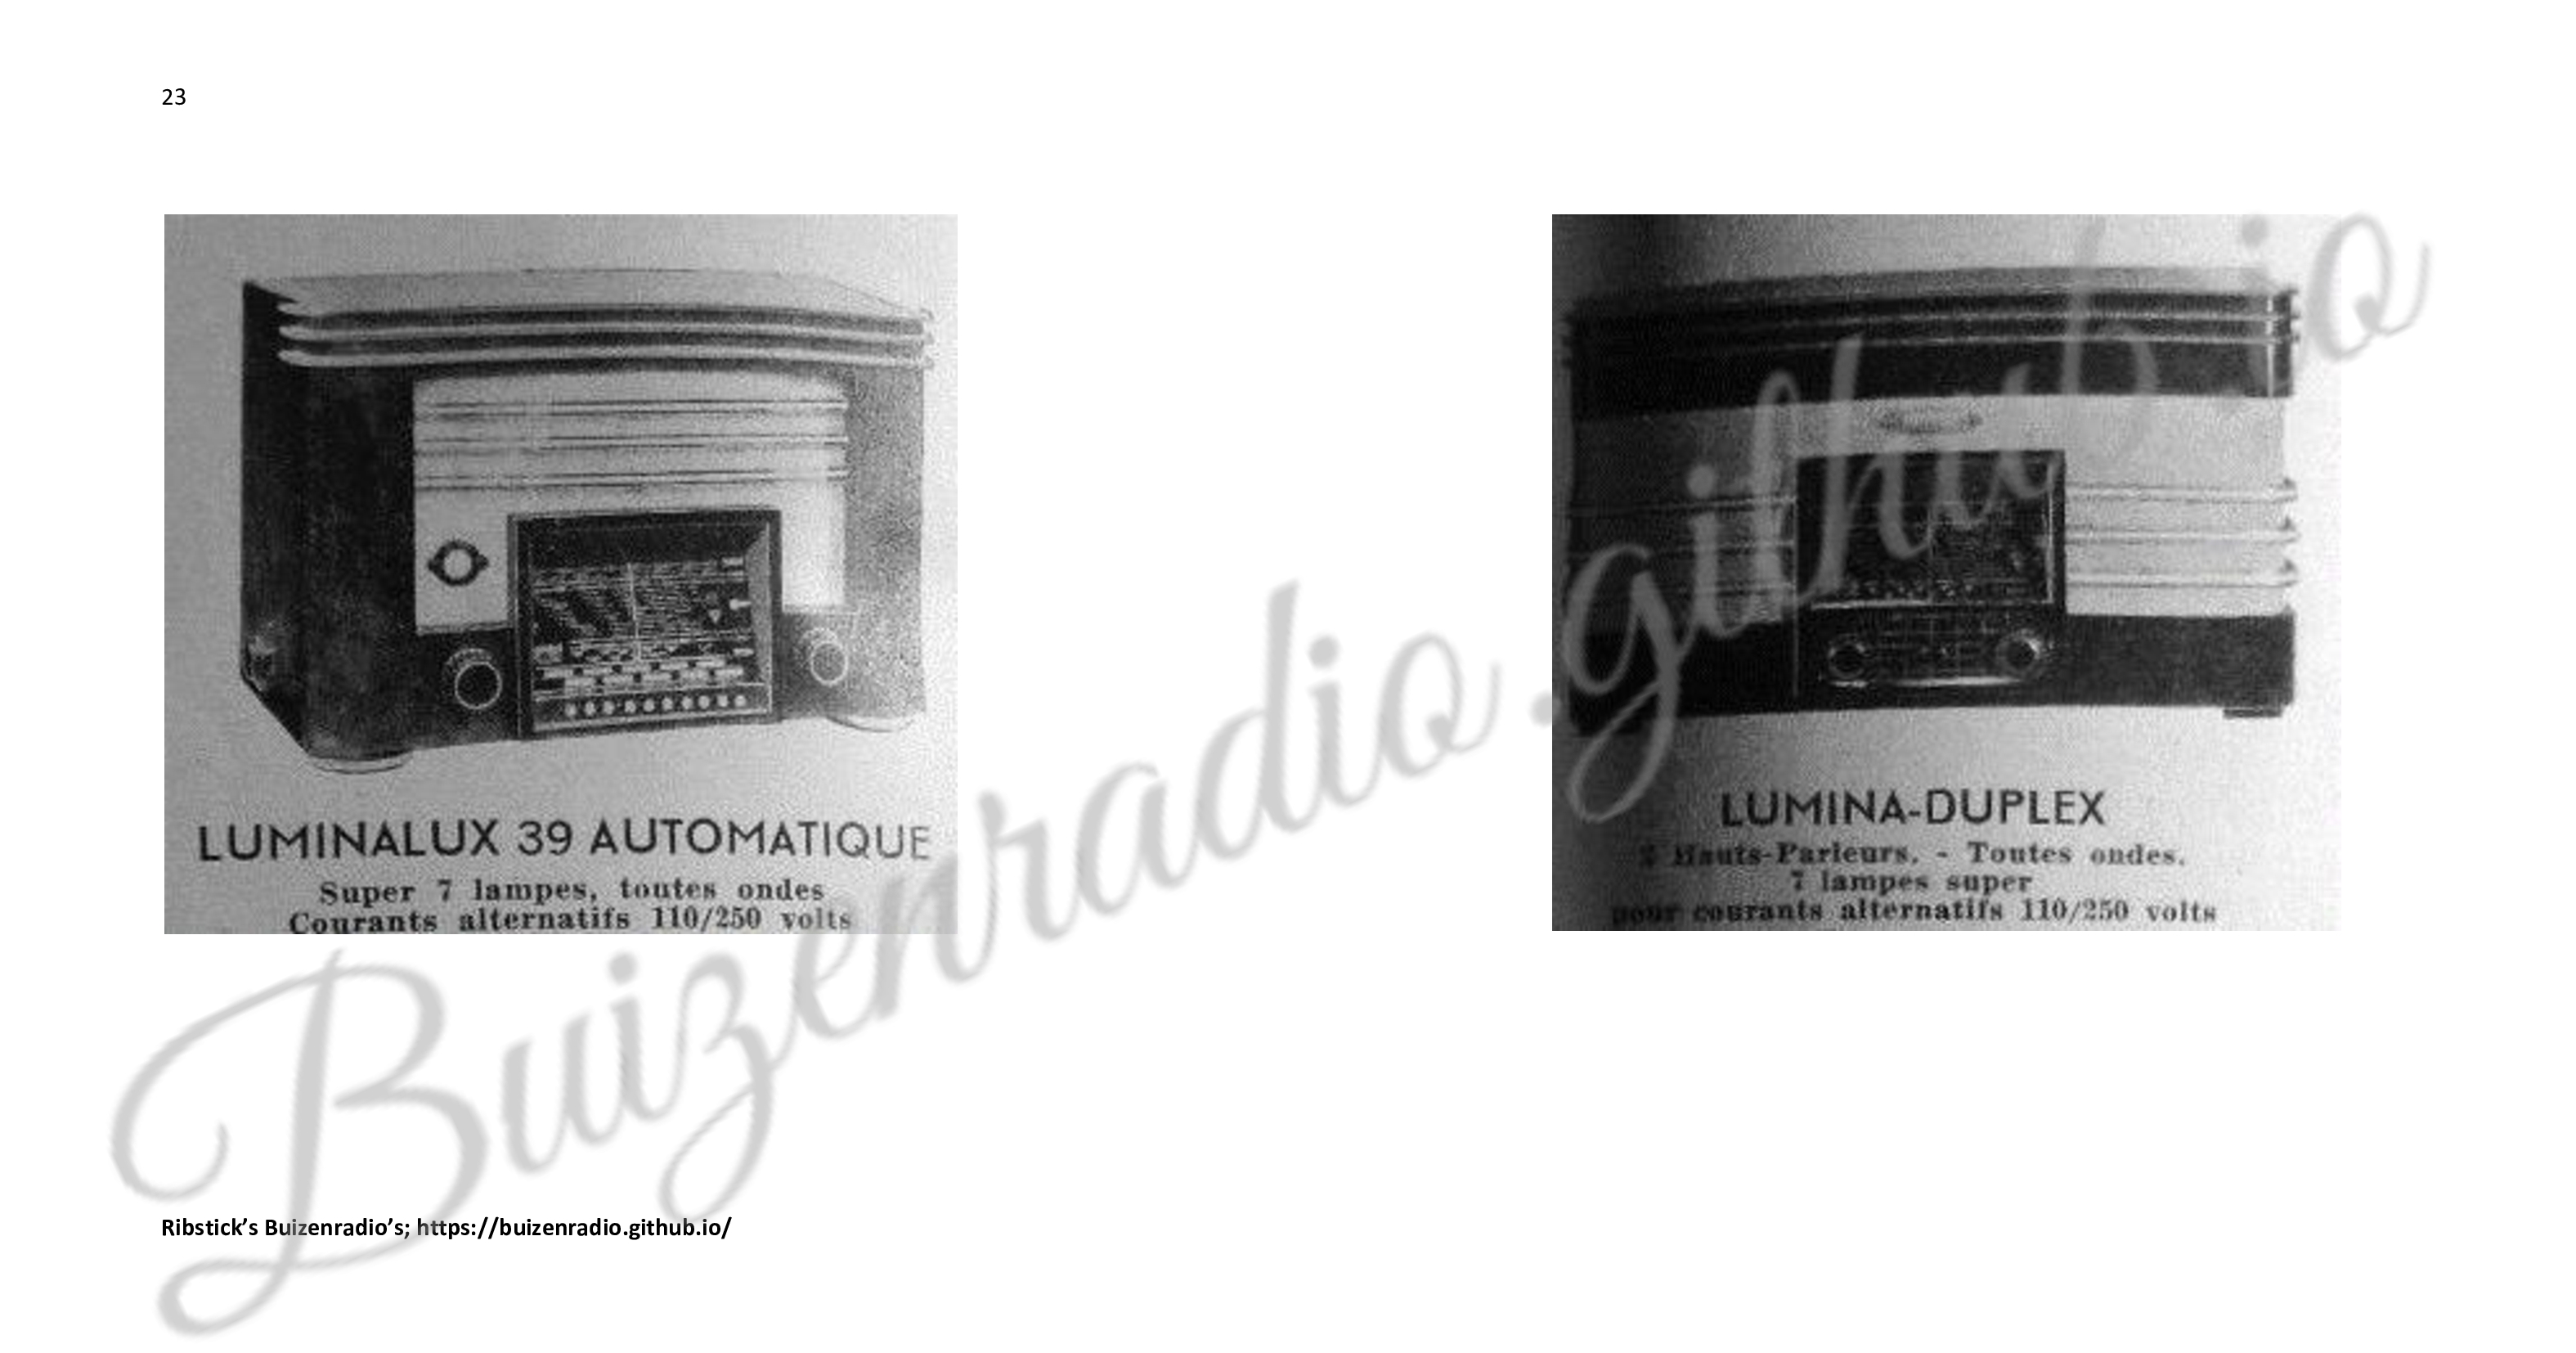 23
LUMINALUX 39 AUTOMATIQUE
Super 7 lampes, toutes ondes
Courants alternatifs 110/250 volts
LUMINA-DUPLEX
Hauts-Parleurs. - Toutes ondes.
7 lampes super
pour courants alternatifs 110/250 volts
Buizenradio.github.io
Ribstick's Buizenradio's; https://buizenradio.github.io/